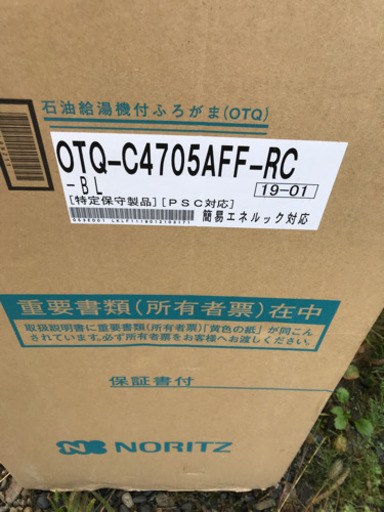 石油給湯機付ふろがま(OTQ)
OTQ-C4705AFF-RC
-BL
19-01
[特定保守製品][PSC対応]
簡易エネルック対応
重要書類(所有者票)在中
取扱説明書に重要書類(所有者票)「黄色の紙」が同こん
されています。必ず所有者票をお客様へお渡しください。
保証書付
NORITZ